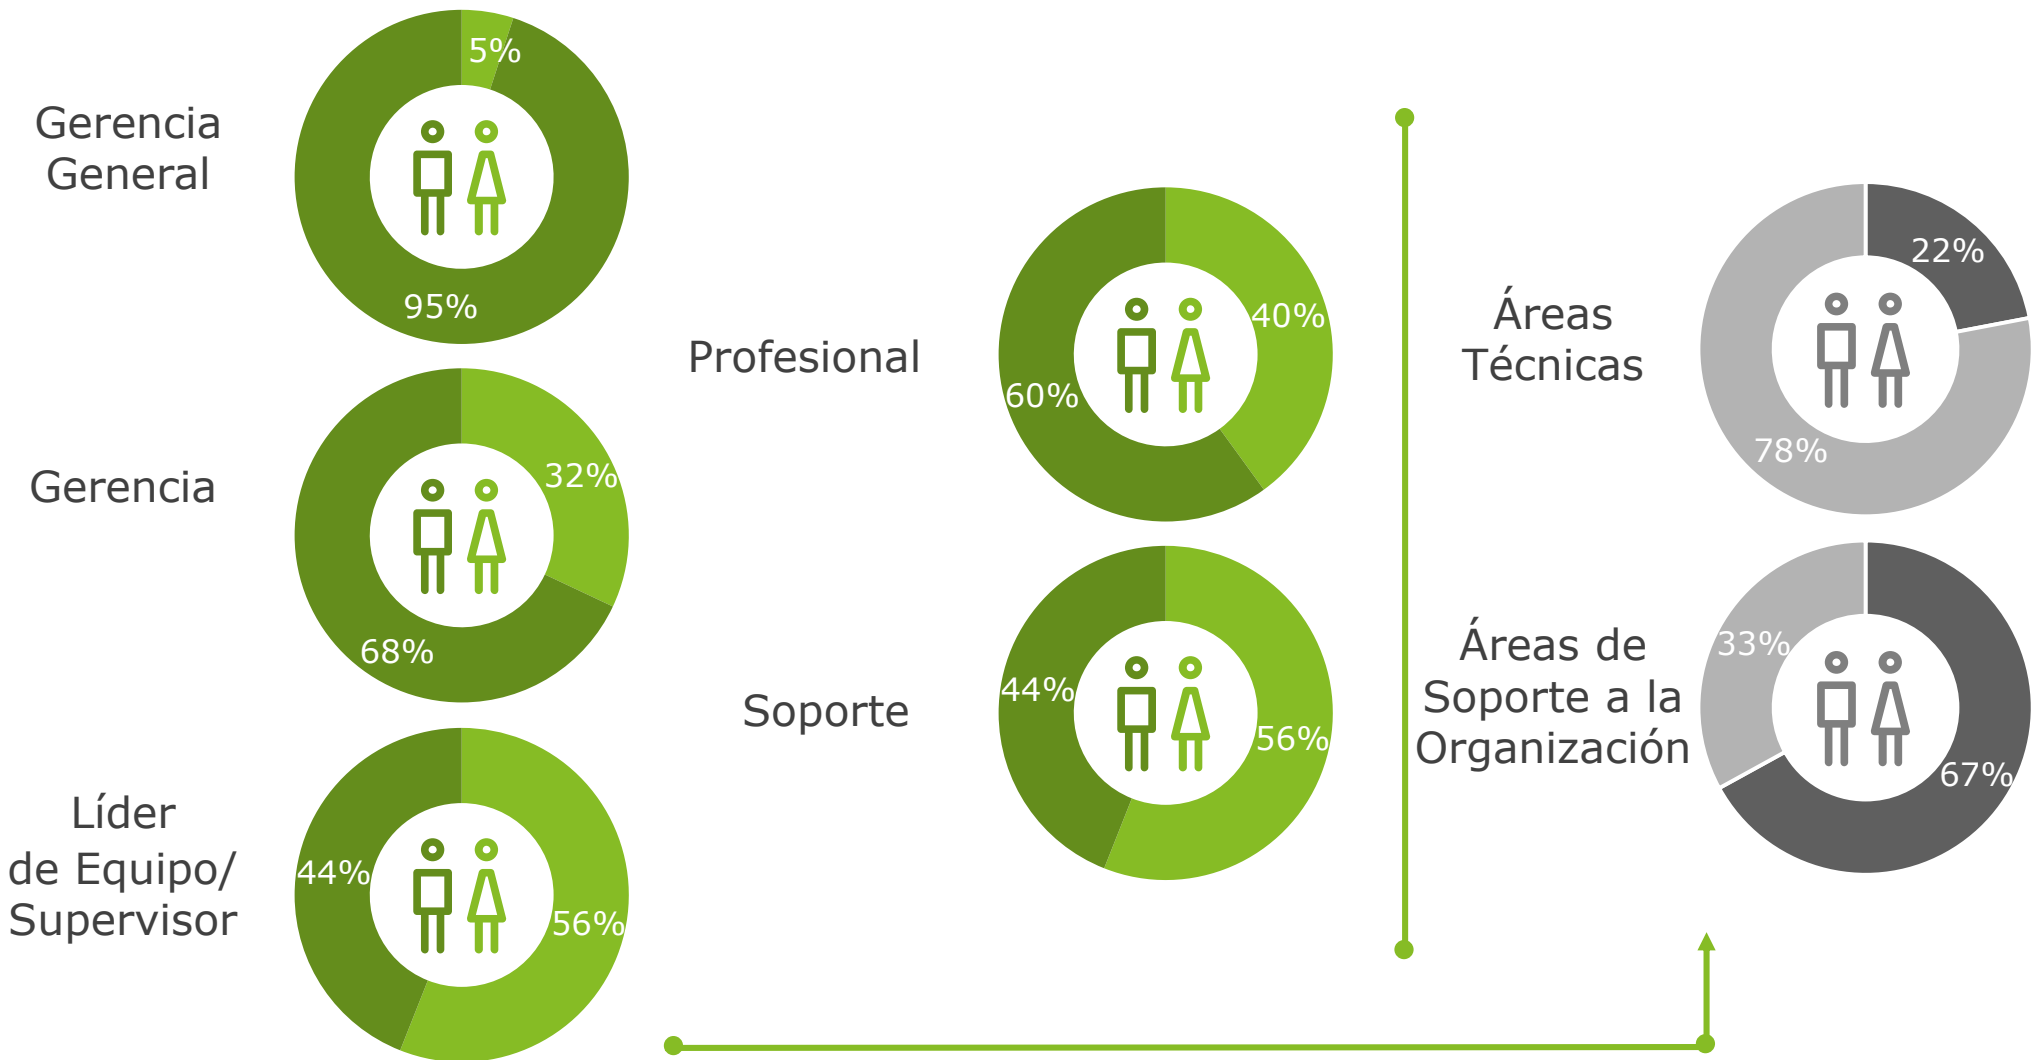 Gerencia
General
5%
95%
Gerencia
32%
68%
Líder
de Equipo/
Supervisor
44%
56%
Profesional
40%
60%
Soporte
44%
56%
Áreas
Técnicas
22%
78%
Áreas de
Soporte a la
Organización
33%
67%